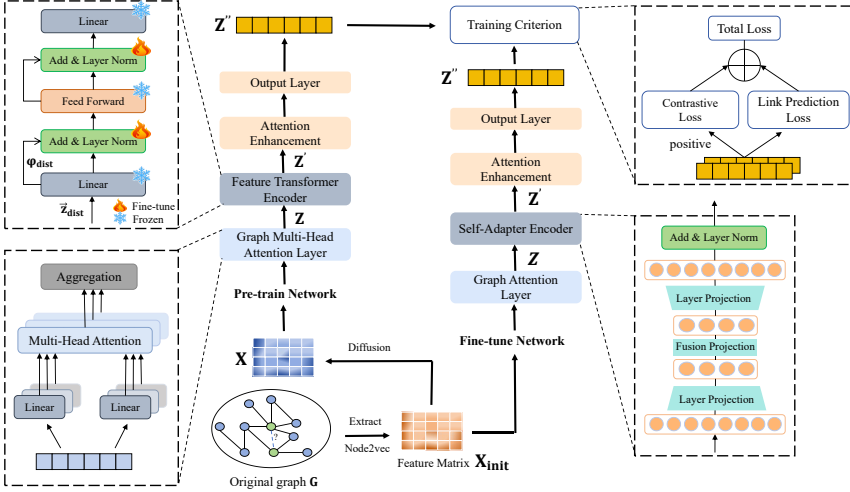 Linear
Add & Layer Norm
Feed Forward
Add & Layer Norm
φdist
Linear
z⃗dist
Fine-tune
Frozen
Aggregation
Multi-Head Attention
Linear
Linear
Z''
Output Layer
Attention
Enhancement
Z'
Feature Transformer
Encoder
Z
Graph Multi-Head
Attention Layer
Pre-train Network
X
Diffusion
?
Original graph G
Extract
Node2vec
Feature Matrix
Xinit
Training Criterion
Z''
Output Layer
Attention
Enhancement
Z'
Self-Adapter Encoder
Z
Graph Attention
Layer
Fine-tune Network
Total Loss
Contrastive
Loss
Link Prediction
Loss
positive
Add & Layer Norm
Layer Projection
Fusion Projection
Layer Projection